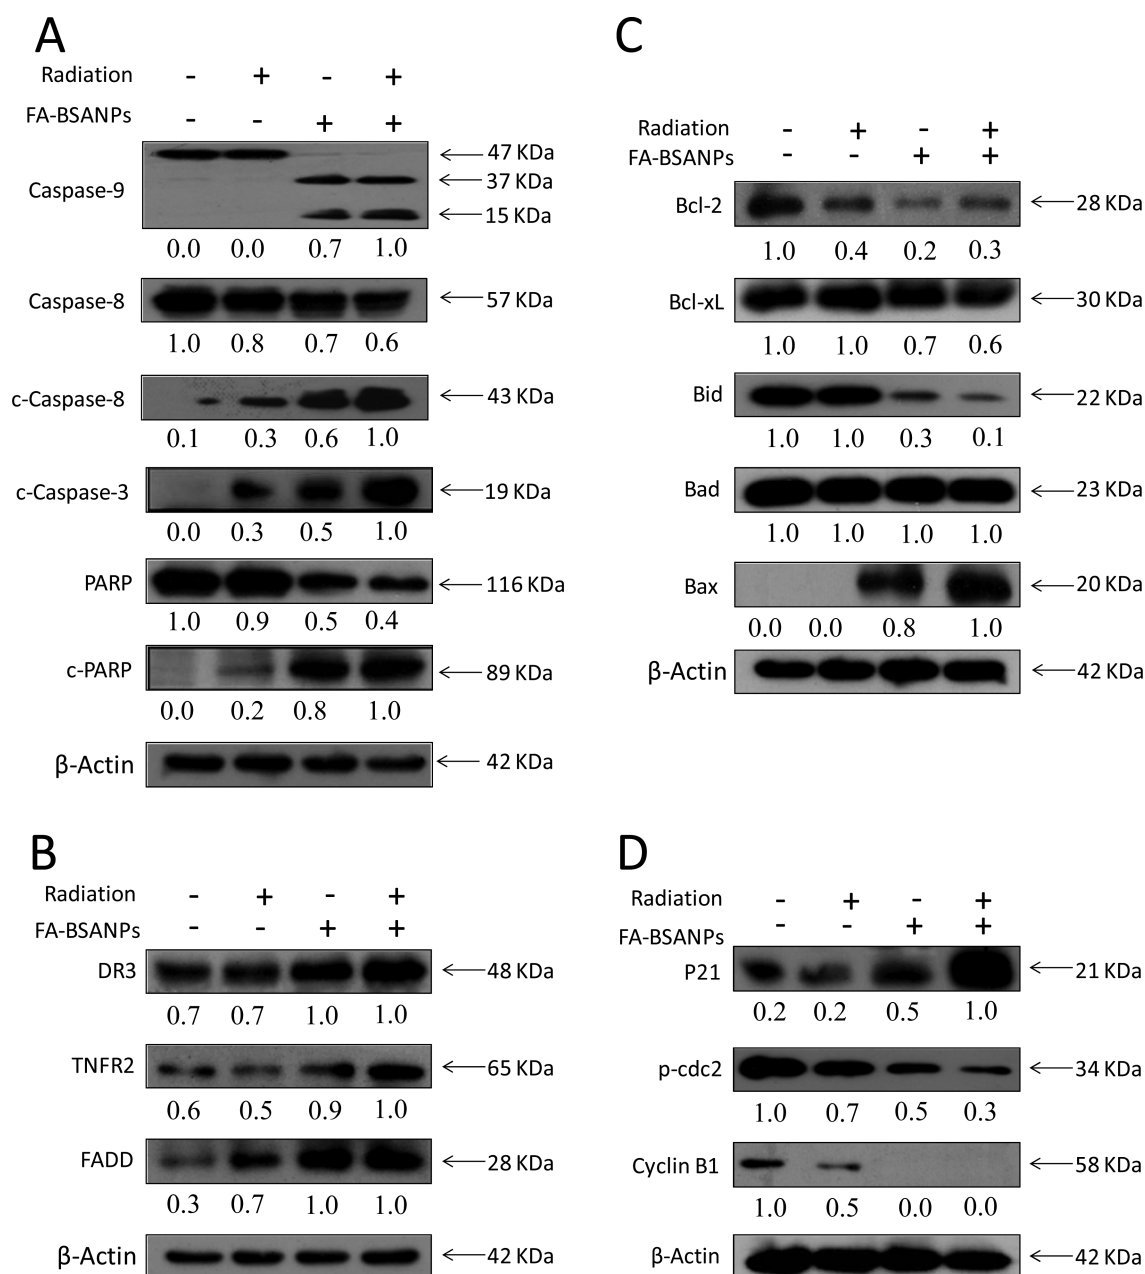 A
Radiation - + - +
FA-BSANPs - - + +
Caspase-9
47 KDa
37 KDa
15 KDa
0.0 0.0 0.7 1.0
Caspase-8 57 KDa
1.0 0.8 0.7 0.6
c-Caspase-8 43 KDa
0.1 0.3 0.6 1.0
c-Caspase-3 19 KDa
0.0 0.3 0.5 1.0
PARP 116 KDa
1.0 0.9 0.5 0.4
c-PARP 89 KDa
0.0 0.2 0.8 1.0
β-Actin 42 KDa
B
Radiation - + - +
FA-BSANPs - - + +
DR3 48 KDa
0.7 0.7 1.0 1.0
TNFR2 65 KDa
0.6 0.5 0.9 1.0
FADD 28 KDa
0.3 0.7 1.0 1.0
β-Actin 42 KDa
C
Radiation - + - +
FA-BSANPs - - + +
Bcl-2 28 KDa
1.0 0.4 0.2 0.3
Bcl-xL 30 KDa
1.0 1.0 0.7 0.6
Bid 22 KDa
1.0 1.0 0.3 0.1
Bad 23 KDa
1.0 1.0 1.0 1.0
Bax 20 KDa
0.0 0.0 0.8 1.0
β-Actin 42 KDa
D
Radiation - + - +
FA-BSANPs - - + +
P21 21 KDa
0.2 0.2 0.5 1.0
p-cdc2 34 KDa
1.0 0.7 0.5 0.3
Cyclin B1 58 KDa
1.0 0.5 0.0 0.0
β-Actin 42 KDa